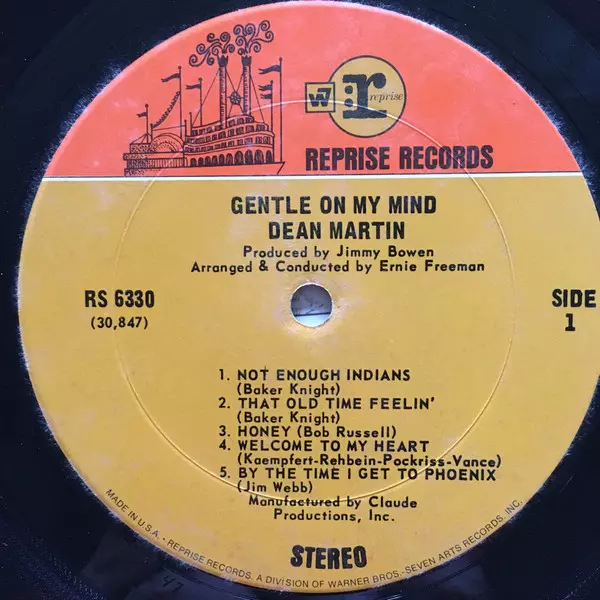 W
r
:reprise
REPRISE RECORDS
GENTLE ON MY MIND
DEAN MARTIN
Produced by Jimmy Bowen
Arranged & Conducted by Ernie Freeman
RS 6330
(30,847)
SIDE
1
1. NOT ENOUGH INDIANS
(Baker Knight)
2. THAT OLD TIME FEELIN'
(Baker Knight)
3. HONEY (Bob Russell)
4. WELCOME TO MY HEART
(Kaempfert-Rehbein-Pockriss-Vance)
5. BY THE TIME I GET TO PHOENIX
(Jim Webb)
Manufactured by Claude
Productions, Inc.
STEREO
MADE IN U.S.A. - REPRISE RECORDS, A DIVISION OF WARNER BROS.-SEVEN ARTS RECORDS, INC.
47